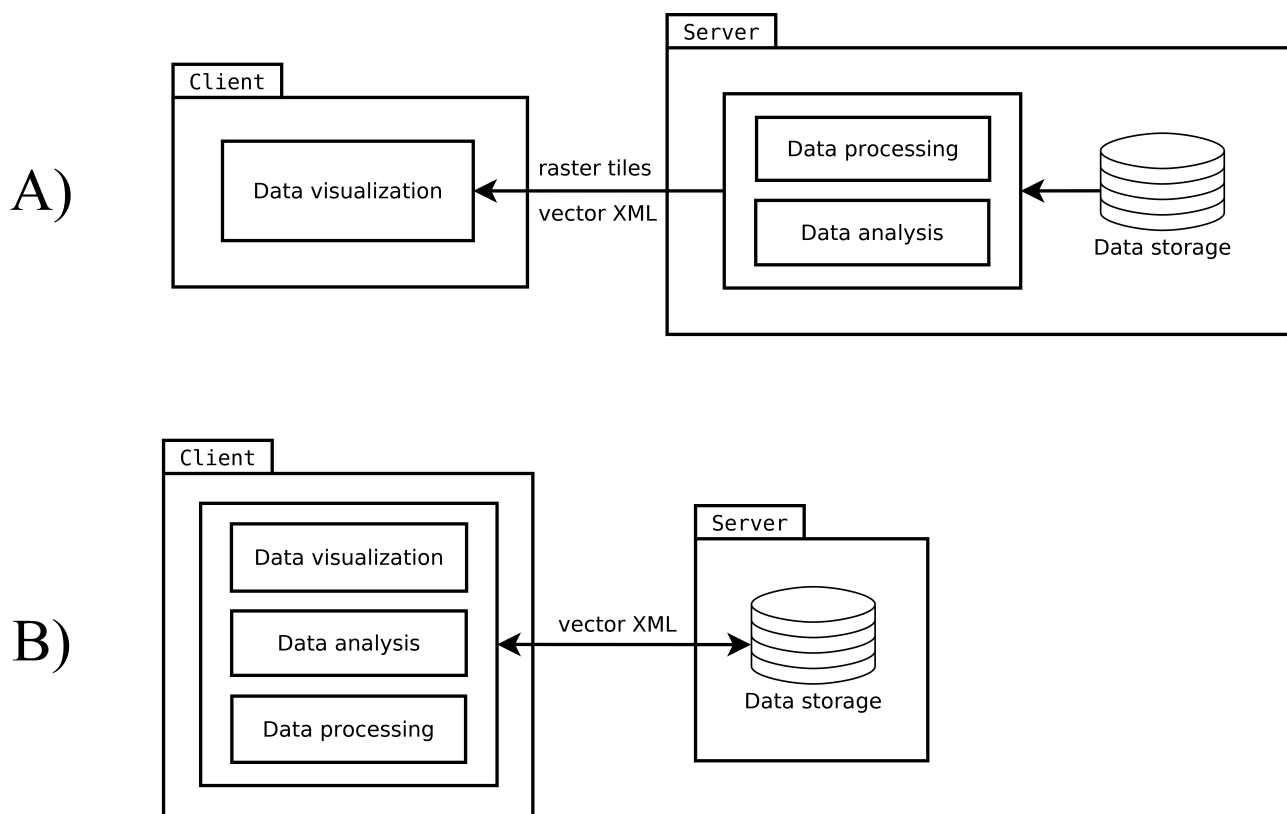 A)
Client
Data visualization
raster tiles
vector XML
Server
Data processing
Data analysis
Data storage
B)
Client
Data visualization
Data analysis
Data processing
vector XML
Server
Data storage